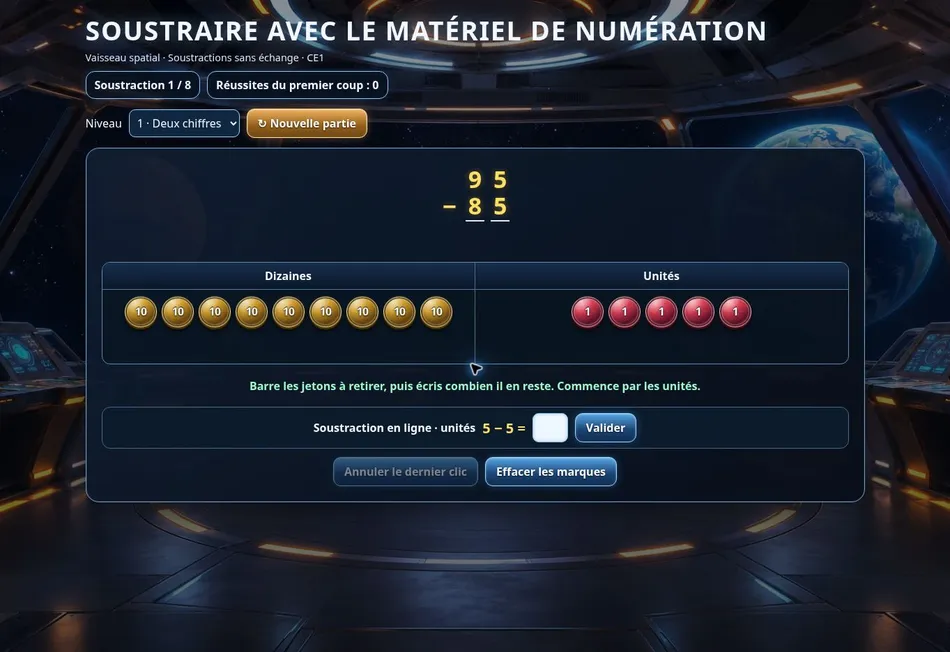 SOUSTRAIRE AVEC LE MATÉRIEL DE NUMÉRATION
Vaisseau spatial · Soustractions sans échange · CE1
Soustraction 1 / 8 Réussites du premier coup : 0
Niveau 1 · Deux chiffres ↻ Nouvelle partie
9 5
− 8 5
Dizaines Unités
10 10 10 10 10 10 10 10 10 1 1 1 1 1
Barre les jetons à retirer, puis écris combien il en reste. Commence par les unités.
Soustraction en ligne · unités 5 − 5 = Valider
Annuler le dernier clic Effacer les marques